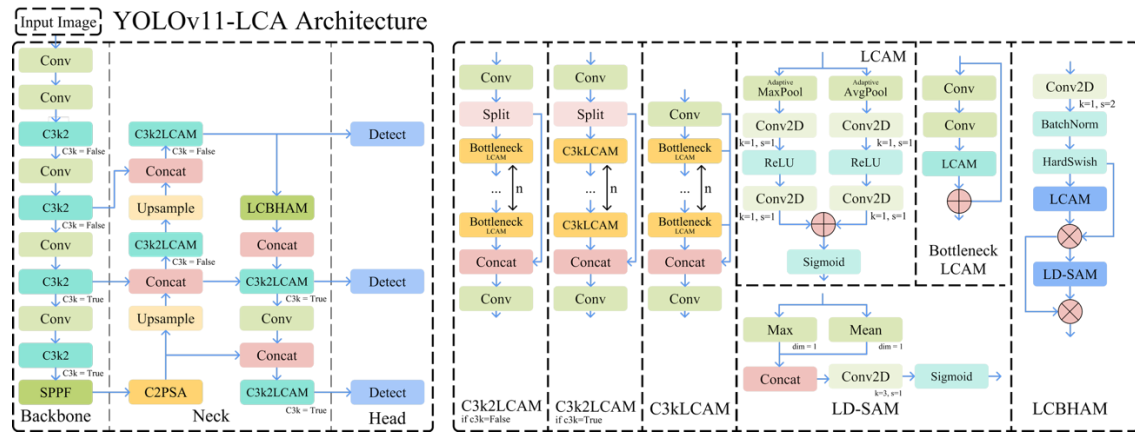 Input Image
YOLOv11-LCA Architecture
Conv
Conv
C3k2
C3k = False
Conv
C3k2
C3k = False
Conv
C3k2
C3k = True
Conv
C3k2
C3k = True
SPPF
Backbone
C3k2LCAM
C3k = False
Concat
Upsample
C3k2LCAM
C3k = False
Concat
Upsample
C2PSA
LCBHAM
Concat
C3k2LCAM
C3k = True
Conv
Concat
C3k2LCAM
C3k = True
Neck
Detect
Detect
Detect
Head
Conv
Split
Bottleneck
LCAM
...
n
...
Bottleneck
LCAM
Concat
Conv
C3k2LCAM
if c3k=False
Conv
Split
C3kLCAM
...
n
...
C3kLCAM
Concat
Conv
C3k2LCAM
if c3k=True
Conv
Bottleneck
LCAM
...
n
...
Bottleneck
LCAM
Concat
Conv
C3kLCAM
LCAM
Adaptive
MaxPool
Adaptive
AvgPool
Conv2D
k=1, s=1
Conv2D
k=1, s=1
ReLU
ReLU
Conv2D
k=1, s=1
Conv2D
k=1, s=1
Sigmoid
Conv
Conv
LCAM
Bottleneck
LCAM
Max
dim = 1
Mean
dim = 1
Concat
Conv2D
k=3, s=1
Sigmoid
LD-SAM
Conv2D
k=1, s=2
BatchNorm
HardSwish
LCAM
LD-SAM
LCBHAM